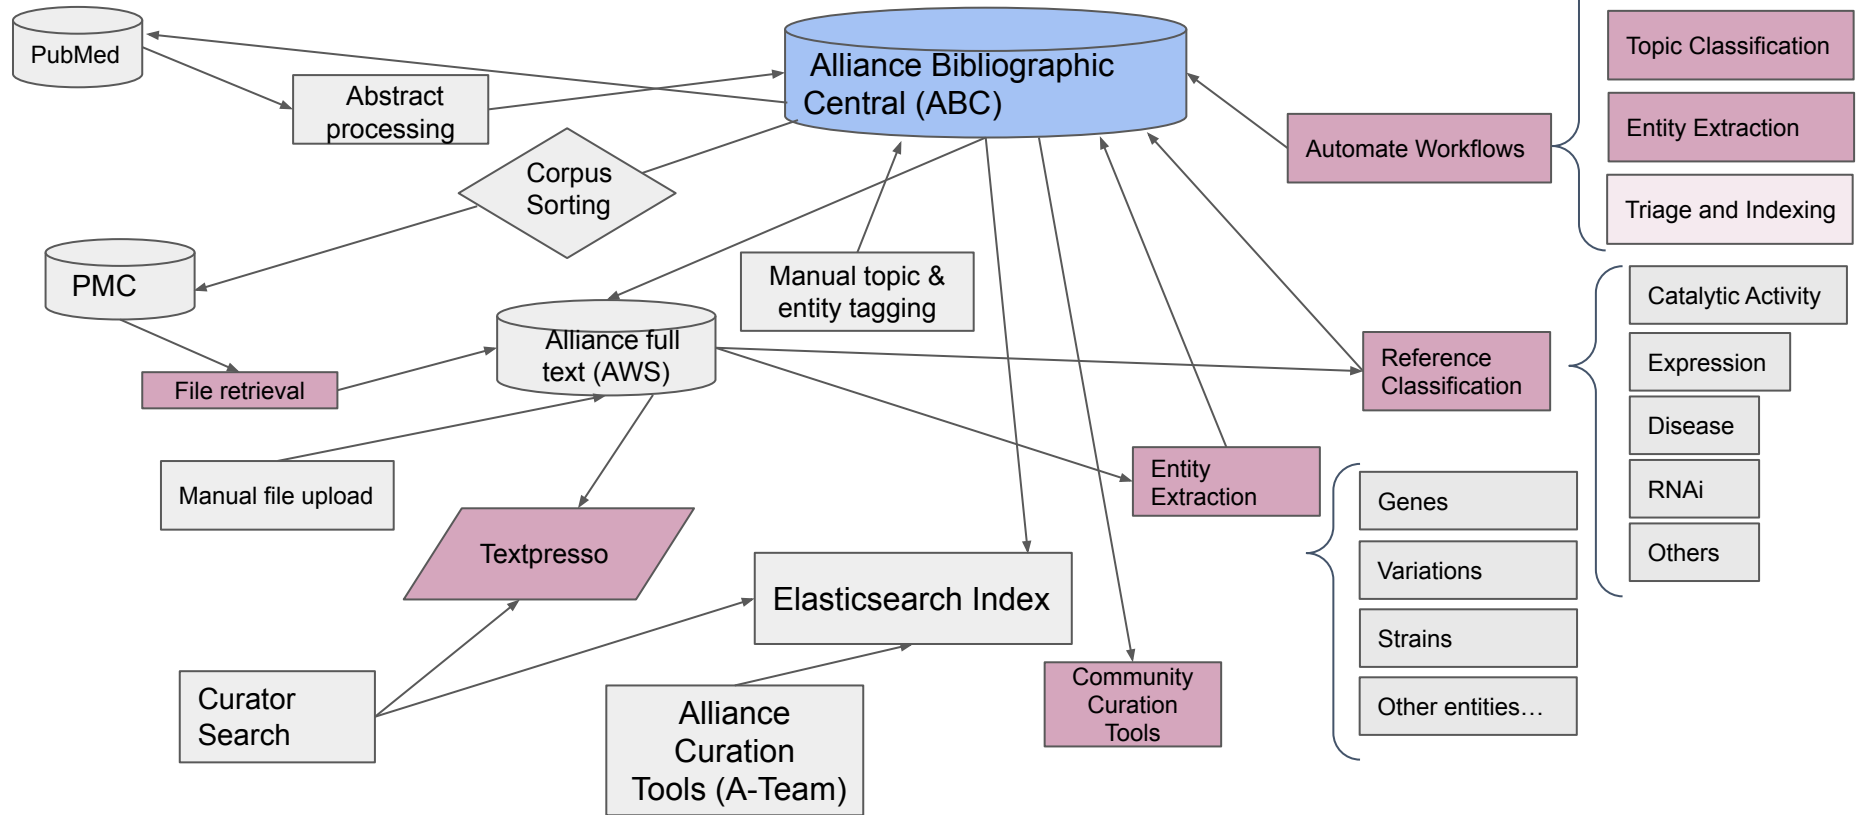 PubMed
Abstract
processing
Alliance Bibliographic
Central (ABC)
Automate Workflows
Topic Classification
Entity Extraction
Triage and Indexing
Corpus
Sorting
PMC
File retrieval
Manual file upload
Alliance full
text (AWS)
Manual topic &
entity tagging
Reference
Classification
Catalytic Activity
Expression
Disease
RNAi
Others
Entity
Extraction
Genes
Variations
Strains
Other entities…
Textpresso
Elasticsearch Index
Curator
Search
Alliance
Curation
Tools (A-Team)
Community
Curation
Tools